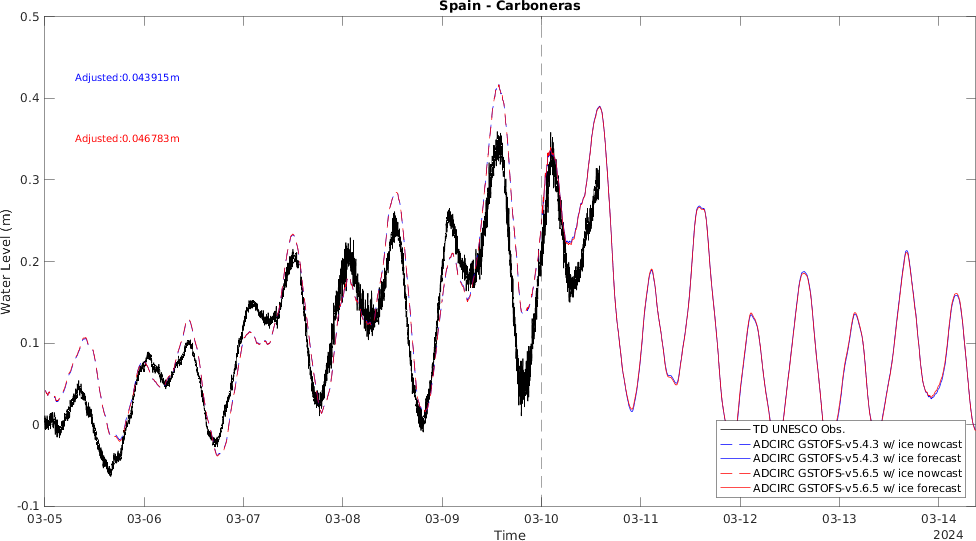 Spain - Carboneras
0.5
0.4
0.3
0.2
0.1
0
-0.1
Water Level (m)
Adjusted:0.043915m
Adjusted:0.046783m
TD UNESCO Obs.
ADCIRC GSTOFS-v5.4.3 w/ ice nowcast
ADCIRC GSTOFS-v5.4.3 w/ ice forecast
ADCIRC GSTOFS-v5.6.5 w/ ice nowcast
ADCIRC GSTOFS-v5.6.5 w/ ice forecast
03-05 03-06 03-07 03-08 03-09 03-10 03-11 03-12 03-13 03-14
2024
Time